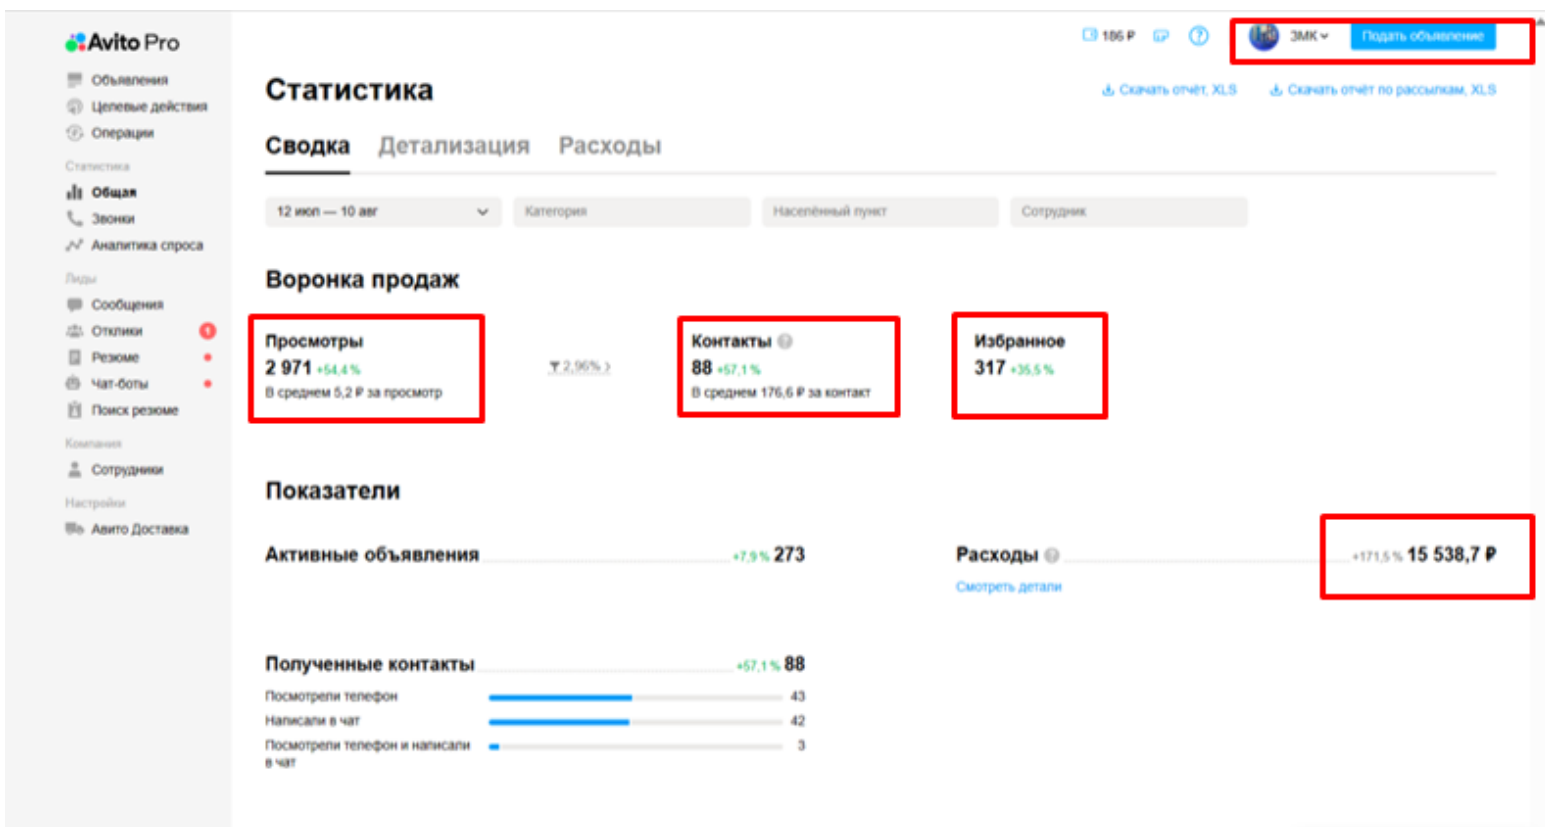 Avito Pro
186 ₽
ЗМК
Подать объявление
Объявления
Целевые действия
Операции
Статистика
Общая
Звонки
Аналитика спроса
Лиды
Сообщения
Отклики 1
Резюме
Чат-боты
Поиск резюме
Компания
Сотрудники
Настройки
Авито Доставка
Статистика
Скачать отчёт, XLS
Скачать отчёт по рассылкам, XLS
Сводка Детализация Расходы
12 июл — 10 авг
Категория
Населённый пункт
Сотрудник
Воронка продаж
Просмотры
2 971 +54,4 %
В среднем 5,2 ₽ за просмотр
2,96% >
Контакты ?
88 +57,1 %
В среднем 176,6 ₽ за контакт
Избранное
317 +35,5 %
Показатели
Активные объявления +7,9 % 273
Расходы ? +171,5 % 15 538,7 ₽
Смотреть детали
Полученные контакты +57,1 % 88
Посмотрели телефон 43
Написали в чат 42
Посмотрели телефон и написали 3
в чат